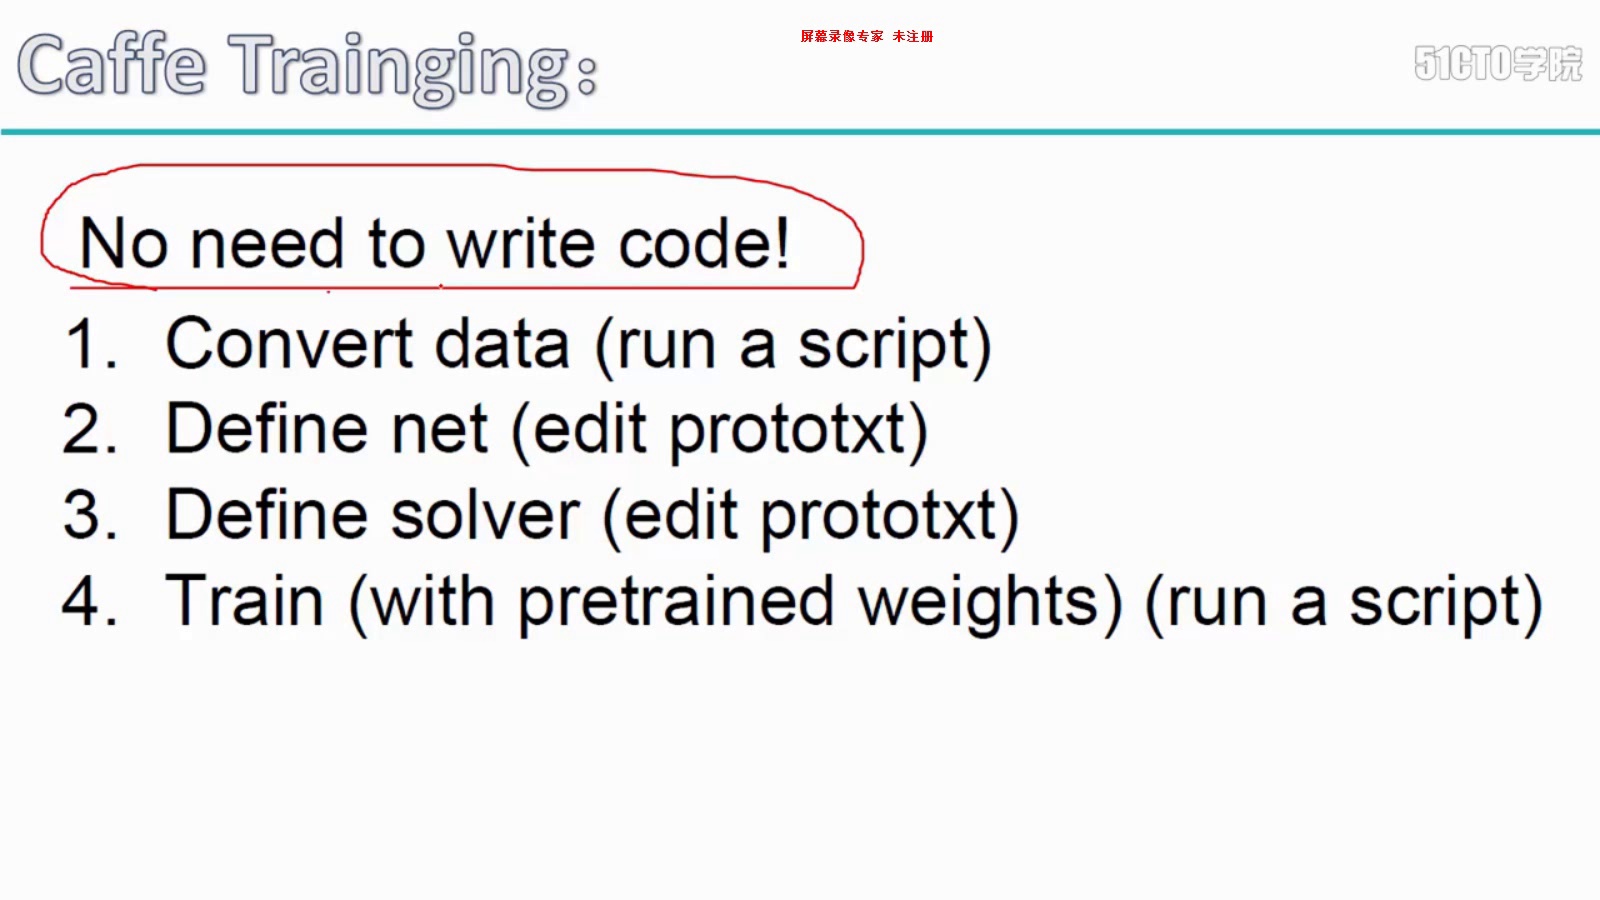 Caffe Trainging:
屏幕录像专家 未注册
51CTO学院
No need to write code!
1. Convert data (run a script)
2. Define net (edit prototxt)
3. Define solver (edit prototxt)
4. Train (with pretrained weights) (run a script)